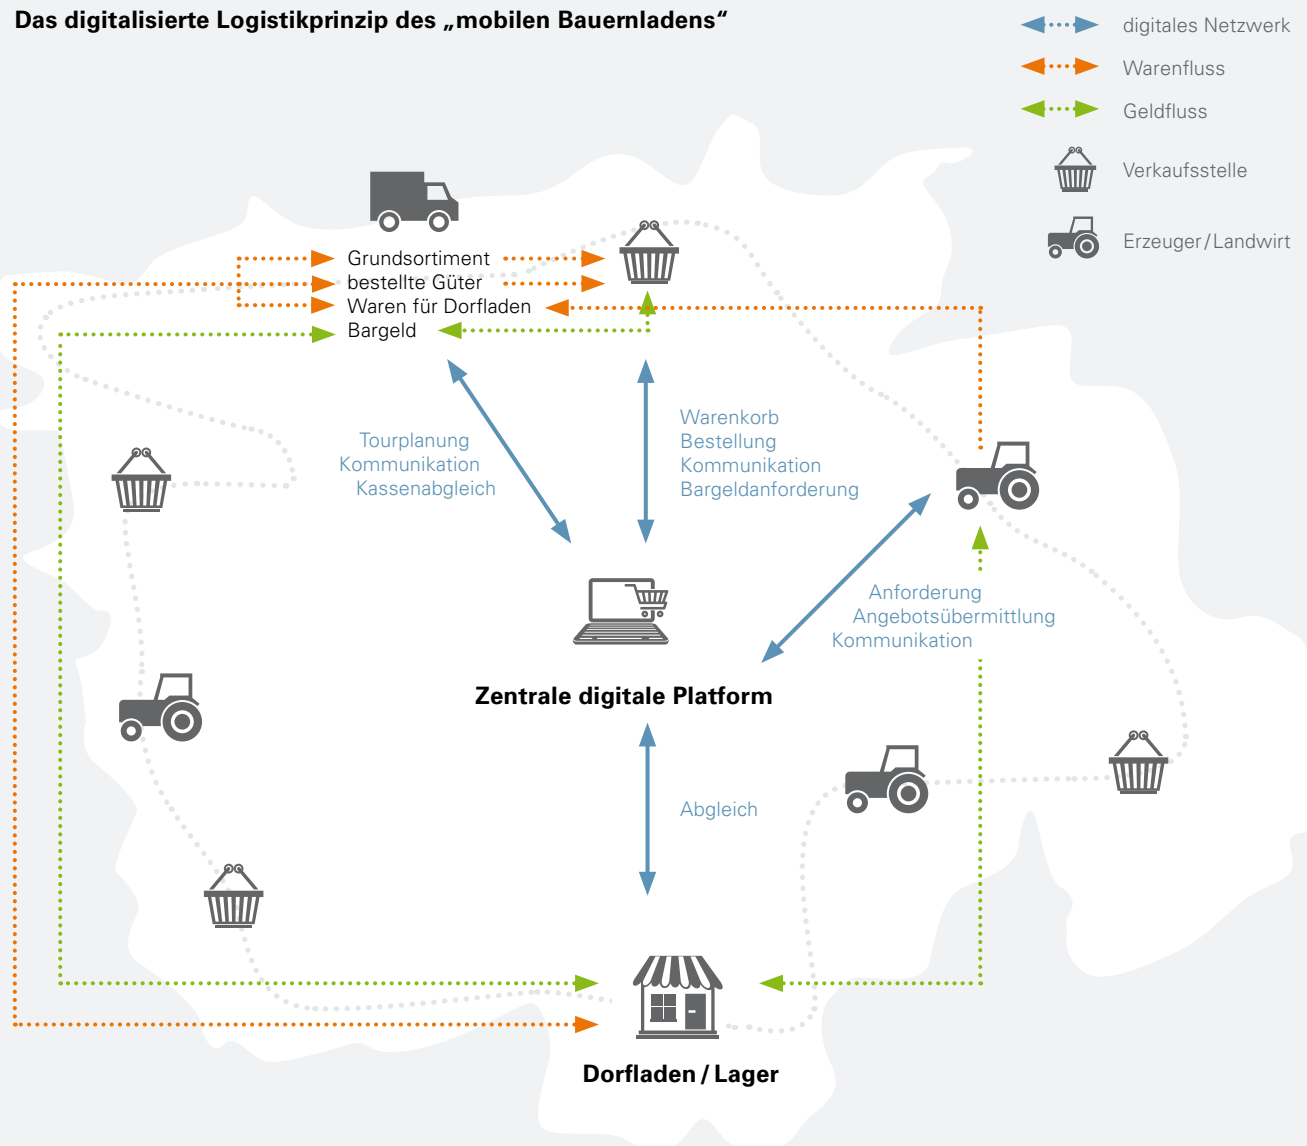 Das digitalisierte Logistikprinzip des „mobilen Bauernladens“
digitales Netzwerk
Warenfluss
Geldfluss
Verkaufsstelle
Erzeuger / Landwirt
Grundsortiment
bestellte Güter
Waren für Dorfladen
Bargeld
Tourplanung
Kommunikation
Kassenabgleich
Warenkorb
Bestellung
Kommunikation
Bargeldanforderung
Anforderung
Angebotsübermittlung
Kommunikation
Zentrale digitale Platform
Abgleich
Dorfladen / Lager